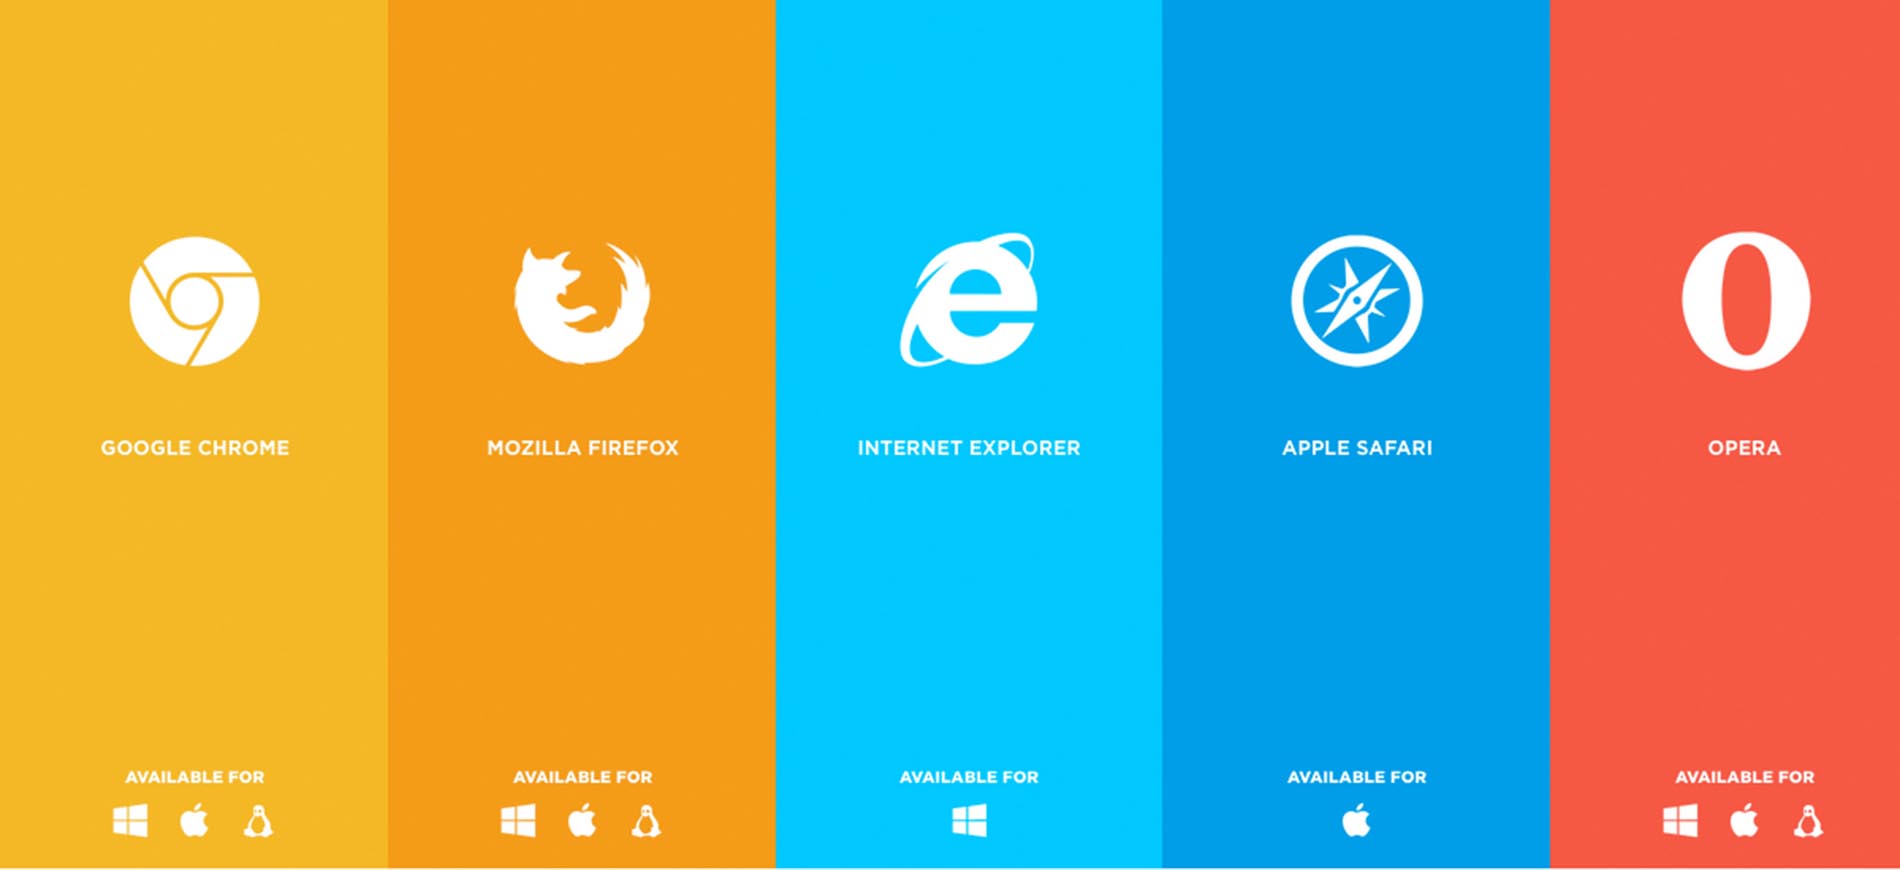 GOOGLE CHROME
MOZILLA FIREFOX
INTERNET EXPLORER
APPLE SAFARI
OPERA
AVAILABLE FOR
AVAILABLE FOR
AVAILABLE FOR
AVAILABLE FOR
AVAILABLE FOR